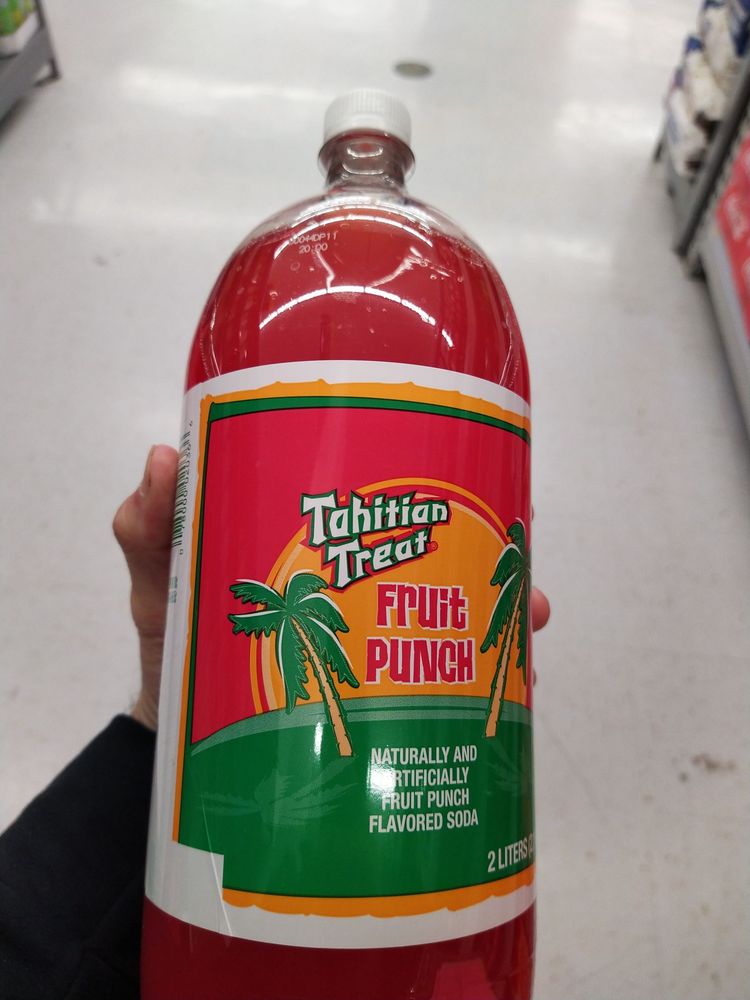 20:00
Tahitian
Treat
FRUIT
PUNCH
NATURALLY AND
ARTIFICIALLY
FRUIT PUNCH
FLAVORED SODA
2 LITERS